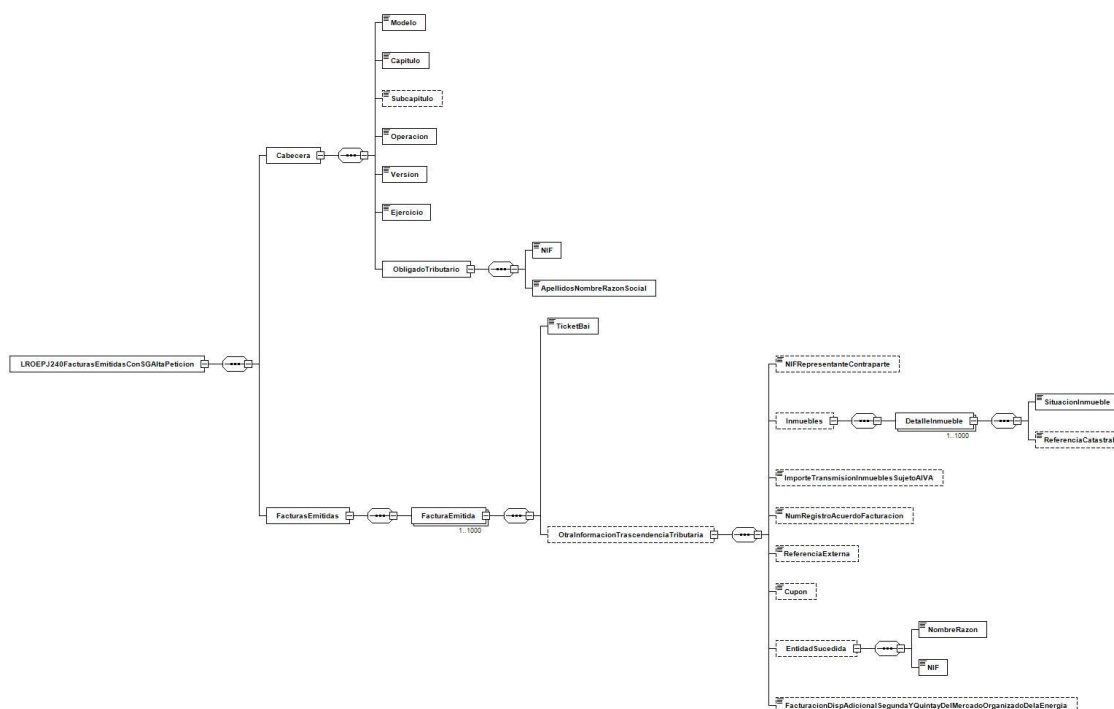 Modelo
Capitulo
Subcapitulo
Operacion
Cabecera
Version
Ejercicio
NIF
ObligadoTributario
ApellidosNombreRazonSocial
TicketBai
LROEPJ240FacturasEmitidasConSGAltaPeticion
NIFRepresentanteContraparte
SituacionInmueble
Inmuebles
DetalleInmueble
1..1000
ReferenciaCatastral
ImporteTransmisionInmueblesSujetoAIVA
FacturasEmitidas
FacturaEmitida
1..1000
NumRegistroAcuerdoFacturacion
OtraInformacionTrascendenciaTributaria
ReferenciaExterna
Cupon
NombreRazon
EntidadSucedida
NIF
FacturacionDispAdicionalSegundaYQuintayDelMercadoOrganizadoDelaEnergia